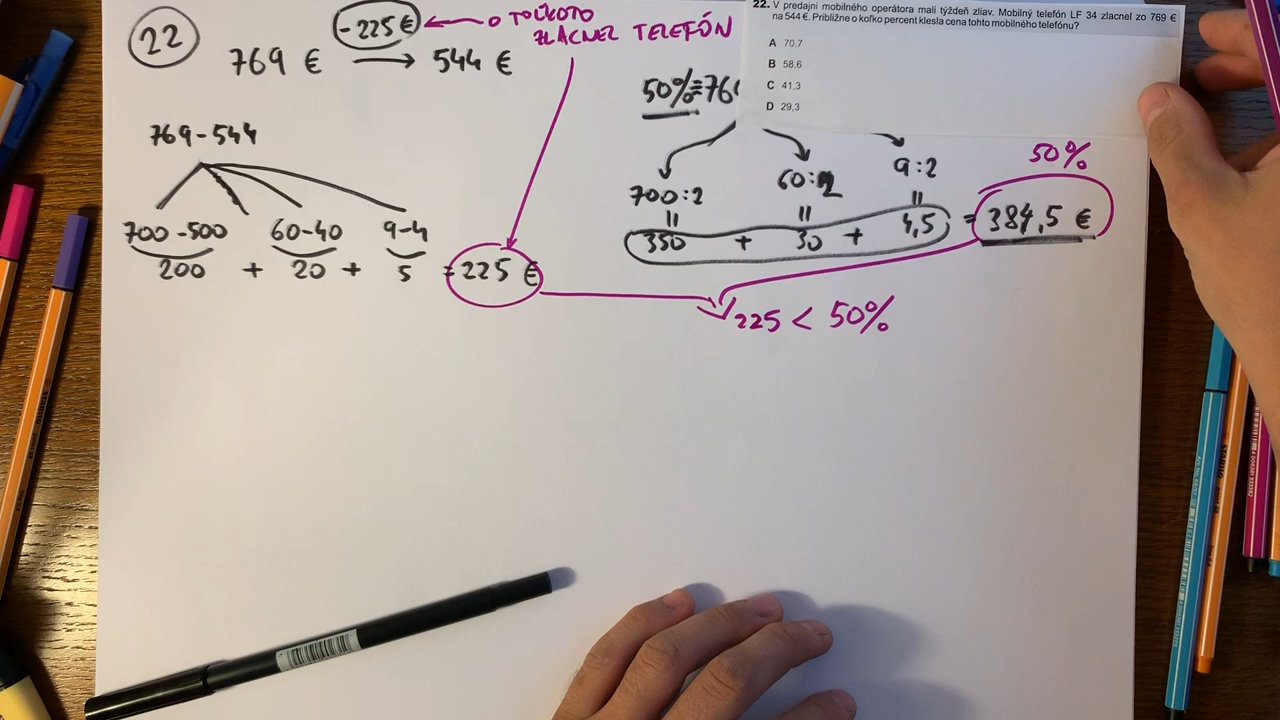 22
-225 € ← O TOĽKOTO
ZLACNEL TELEFÓN
769 € → 544 €
22. V predajni mobilného operátora mali týždeň zliav. Mobilný telefón LF 34 zlacnel zo 769 €
na 544 €. Približne o koľko percent klesla cena tohto mobilného telefónu?
A 70,7
B 58,6
C 41,3
D 29,3
769-544
700-500 60-40 9-4
200 + 20 + 5 = 225 €
50% = 76
700:2 60:2 9:2
350 + 30 + 4,5 = 384,5 €
50%
225 < 50%